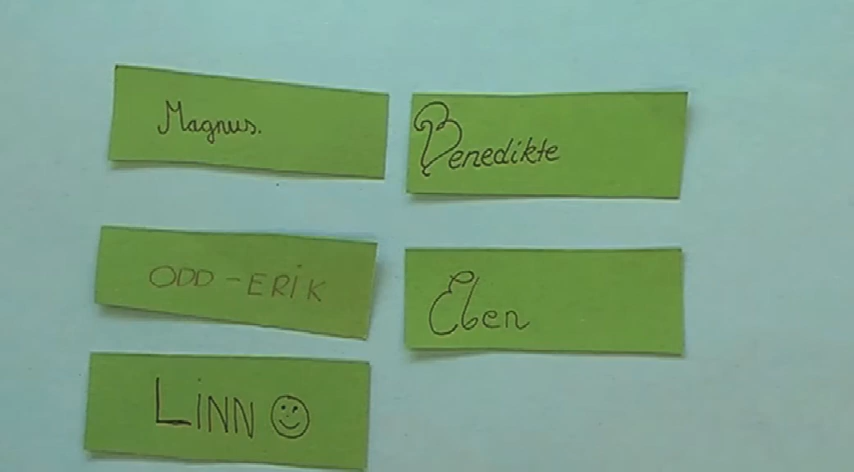 Magnus.
Benedikte
ODD-ERIK
Eben
LINN ☺